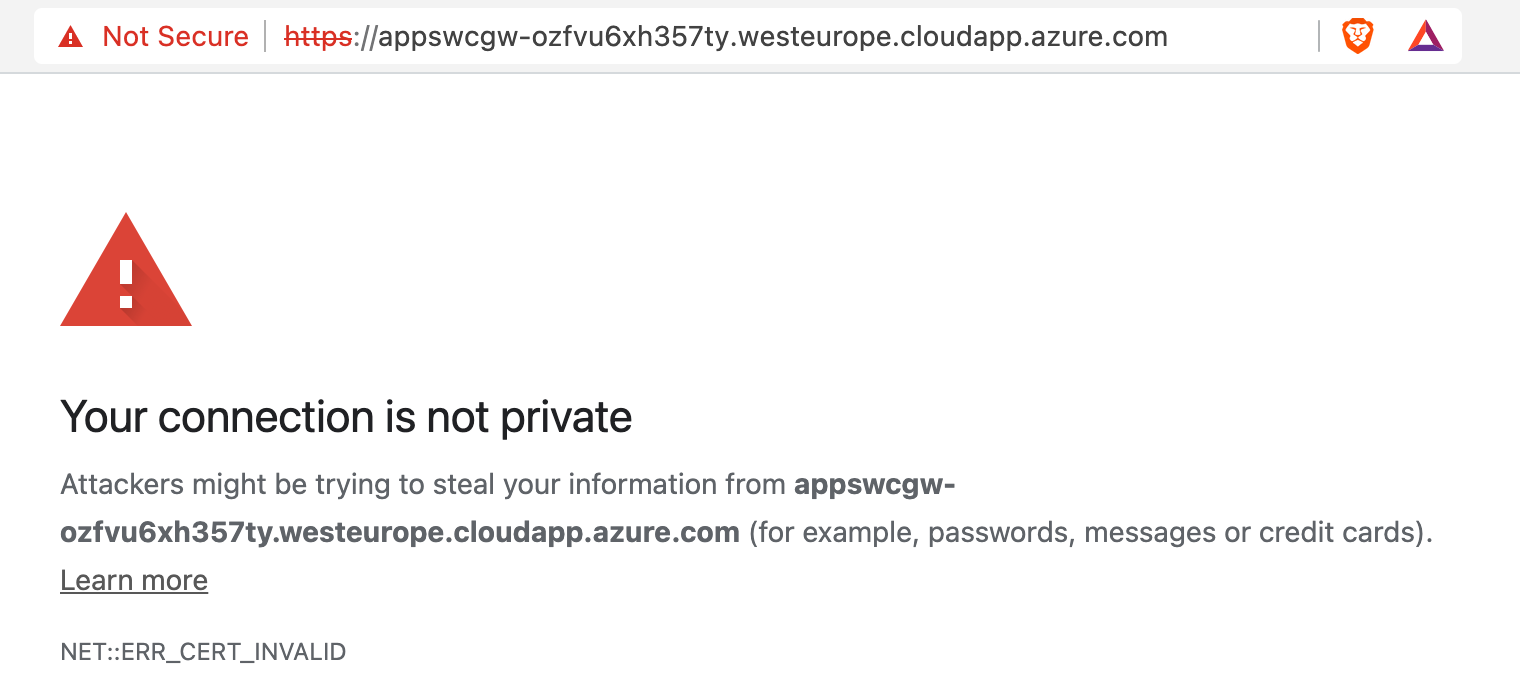 Not Secure https://appswcgw-ozfvu6xh357ty.westeurope.cloudapp.azure.com
Your connection is not private
Attackers might be trying to steal your information from appswcgw-
ozfvu6xh357ty.westeurope.cloudapp.azure.com (for example, passwords, messages or credit cards).
Learn more
NET::ERR_CERT_INVALID